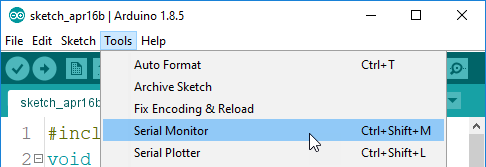 sketch_apr16b | Arduino 1.8.5
File Edit Sketch Tools Help
Auto Format Ctrl+T
Archive Sketch
sketch_apr16b
Fix Encoding & Reload
1 #incl
Serial Monitor Ctrl+Shift+M
2 void
Serial Plotter Ctrl+Shift+L